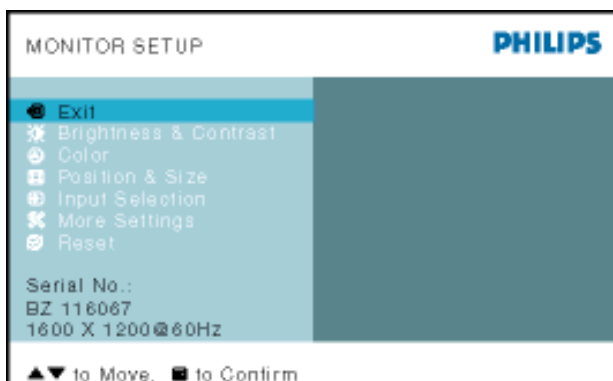 MONITOR SETUP
PHILIPS
Exit
Brightness & Contrast
Color
Position & Size
Input Selection
More Settings
Reset
Serial No.:
BZ 116067
1600 X 1200@60Hz
▲▼ to Move, ■ to Confirm